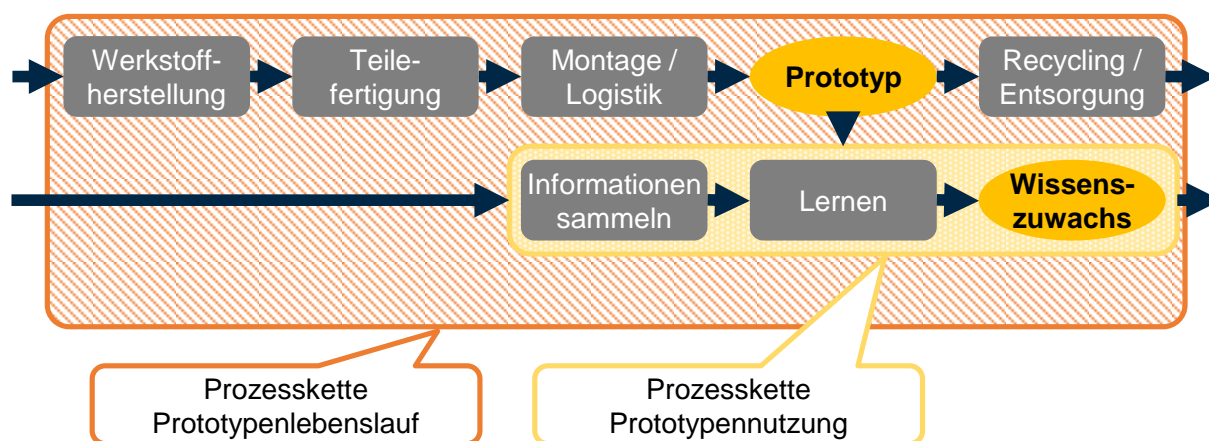 Werkstoff-
herstellung
Teile-
fertigung
Montage /
Logistik
Prototyp
Recycling /
Entsorgung
Informationen
sammeln
Lernen
Wissens-
zuwachs
Prozesskette
Prototypenlebenslauf
Prozesskette
Prototypennutzung